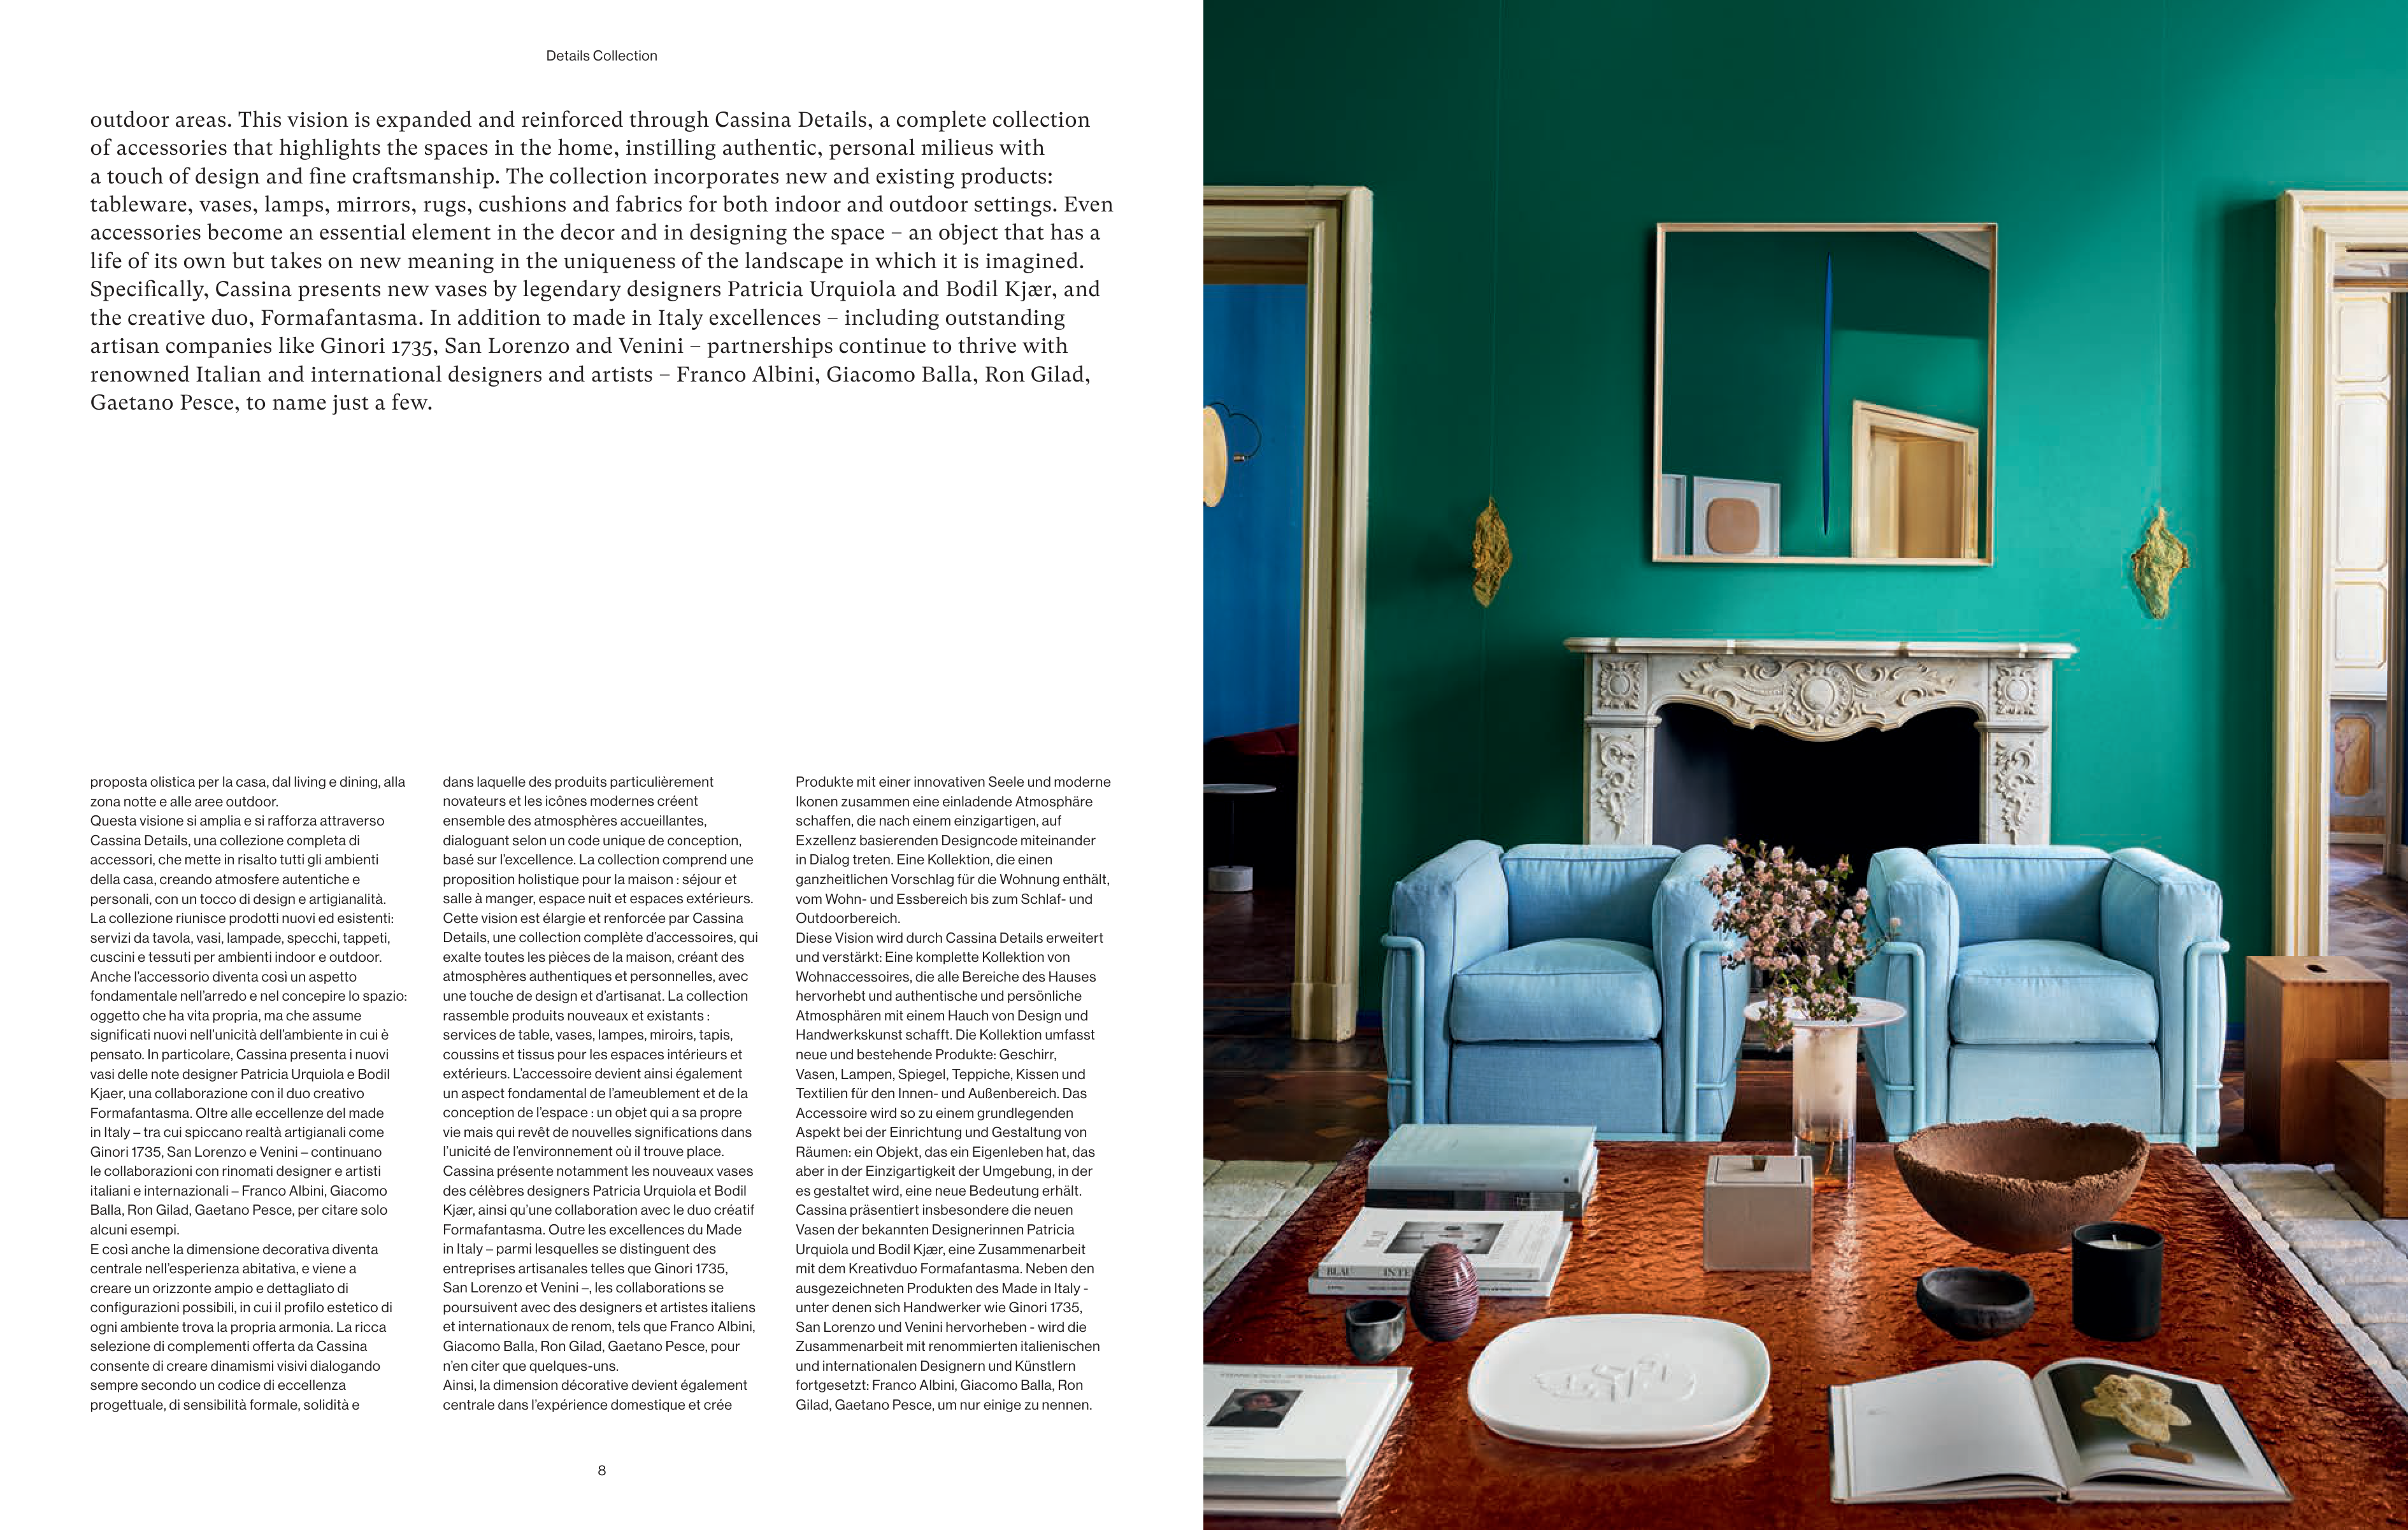 Details Collection
outdoor areas. This vision is expanded and reinforced through Cassina Details, a complete collection
of accessories that highlights the spaces in the home, instilling authentic, personal milieus with
a touch of design and fine craftsmanship. The collection incorporates new and existing products:
tableware, vases, lamps, mirrors, rugs, cushions and fabrics for both indoor and outdoor settings. Even
accessories become an essential element in the decor and in designing the space – an object that has a
life of its own but takes on new meaning in the uniqueness of the landscape in which it is imagined.
Specifically, Cassina presents new vases by legendary designers Patricia Urquiola and Bodil Kjær, and
the creative duo, Formafantasma. In addition to made in Italy excellences – including outstanding
artisan companies like Ginori 1735, San Lorenzo and Venini – partnerships continue to thrive with
renowned Italian and international designers and artists – Franco Albini, Giacomo Balla, Ron Gilad,
Gaetano Pesce, to name just a few.
proposta olistica per la casa, dal living e dining, alla
zona notte e alle aree outdoor.
Questa visione si amplia e si rafforza attraverso
Cassina Details, una collezione completa di
accessori, che mette in risalto tutti gli ambienti
della casa, creando atmosfere autentiche e
personali, con un tocco di design e artigianalità.
La collezione riunisce prodotti nuovi ed esistenti:
servizi da tavola, vasi, lampade, specchi, tappeti,
cuscini e tessuti per ambienti indoor e outdoor.
Anche l'accessorio diventa così un aspetto
fondamentale nell'arredo e nel concepire lo spazio:
oggetto che ha vita propria, ma che assume
significati nuovi nell'unicità dell'ambiente in cui è
pensato. In particolare, Cassina presenta i nuovi
vasi delle note designer Patricia Urquiola e Bodil
Kjaer, una collaborazione con il duo creativo
Formafantasma. Oltre alle eccellenze del made
in Italy – tra cui spiccano realtà artigianali come
Ginori 1735, San Lorenzo e Venini – continuano
le collaborazioni con rinomati designer e artisti
italiani e internazionali – Franco Albini, Giacomo
Balla, Ron Gilad, Gaetano Pesce, per citare solo
alcuni esempi.
E così anche la dimensione decorativa diventa
centrale nell'esperienza abitativa, e viene a
creare un orizzonte ampio e dettagliato di
configurazioni possibili, in cui il profilo estetico di
ogni ambiente trova la propria armonia. La ricca
selezione di complementi offerta da Cassina
consente di creare dinamismi visivi dialogando
sempre secondo un codice di eccellenza
progettuale, di sensibilità formale, solidità e
dans laquelle des produits particulièrement
novateurs et les icônes modernes créent
ensemble des atmosphères accueillantes,
dialoguant selon un code unique de conception,
basé sur l'excellence. La collection comprend une
proposition holistique pour la maison : séjour et
salle à manger, espace nuit et espaces extérieurs.
Cette vision est élargie et renforcée par Cassina
Details, une collection complète d'accessoires, qui
exalte toutes les pièces de la maison, créant des
atmosphères authentiques et personnelles, avec
une touche de design et d'artisanat. La collection
rassemble produits nouveaux et existants :
services de table, vases, lampes, miroirs, tapis,
coussins et tissus pour les espaces intérieurs et
extérieurs. L'accessoire devient ainsi également
un aspect fondamental de l'ameublement et de la
conception de l'espace : un objet qui a sa propre
vie mais qui revêt de nouvelles significations dans
l'unicité de l'environnement où il trouve place.
Cassina présente notamment les nouveaux vases
des célèbres designers Patricia Urquiola et Bodil
Kjær, ainsi qu'une collaboration avec le duo créatif
Formafantasma. Outre les excellences du Made
in Italy – parmi lesquelles se distinguent des
entreprises artisanales telles que Ginori 1735,
San Lorenzo et Venini –, les collaborations se
poursuivent avec des designers et artistes italiens
et internationaux de renom, tels que Franco Albini,
Giacomo Balla, Ron Gilad, Gaetano Pesce, pour
n'en citer que quelques-uns.
Ainsi, la dimension décorative devient également
centrale dans l'expérience domestique et crée
Produkte mit einer innovativen Seele und moderne
Ikonen zusammen eine einladende Atmosphäre
schaffen, die nach einem einzigartigen, auf
Exzellenz basierenden Designcode miteinander
in Dialog treten. Eine Kollektion, die einen
ganzheitlichen Vorschlag für die Wohnung enthält,
vom Wohn- und Essbereich bis zum Schlaf- und
Outdoorbereich.
Diese Vision wird durch Cassina Details erweitert
und verstärkt: Eine komplette Kollektion von
Wohnaccessoires, die alle Bereiche des Hauses
hervorhebt und authentische und persönliche
Atmosphären mit einem Hauch von Design und
Handwerkskunst schafft. Die Kollektion umfasst
neue und bestehende Produkte: Geschirr,
Vasen, Lampen, Spiegel, Teppiche, Kissen und
Textilien für den Innen- und Außenbereich. Das
Accessoire wird so zu einem grundlegenden
Aspekt bei der Einrichtung und Gestaltung von
Räumen: ein Objekt, das ein Eigenleben hat, das
aber in der Einzigartigkeit der Umgebung, in der
es gestaltet wird, eine neue Bedeutung erhält.
Cassina präsentiert insbesondere die neuen
Vasen der bekannten Designerinnen Patricia
Urquiola und Bodil Kjær, eine Zusammenarbeit
mit dem Kreativduo Formafantasma. Neben den
ausgezeichneten Produkten des Made in Italy -
unter denen sich Handwerker wie Ginori 1735,
San Lorenzo und Venini hervorheben - wird die
Zusammenarbeit mit renommierten italienischen
und internationalen Designern und Künstlern
fortgesetzt: Franco Albini, Giacomo Balla, Ron
Gilad, Gaetano Pesce, um nur einige zu nennen.
8
BLAU INTE